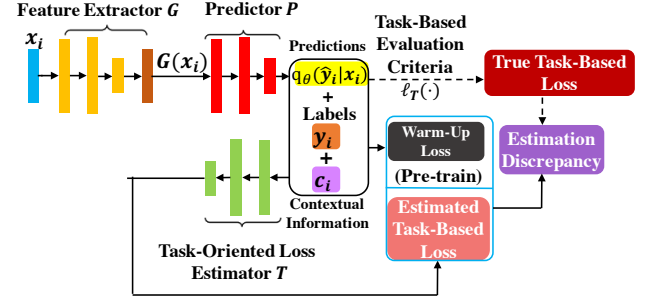 Feature Extractor G
Predictor P
x_i
G(x_i)
Predictions
q_θ(ŷ_i|x_i)
+
Labels
y_i
+
c_i
Contextual
Information
Task-Based
Evaluation
Criteria
ℓ_T(·)
True Task-Based
Loss
Warm-Up
Loss
(Pre-train)
Estimated
Task-Based
Loss
Estimation
Discrepancy
Task-Oriented Loss
Estimator T